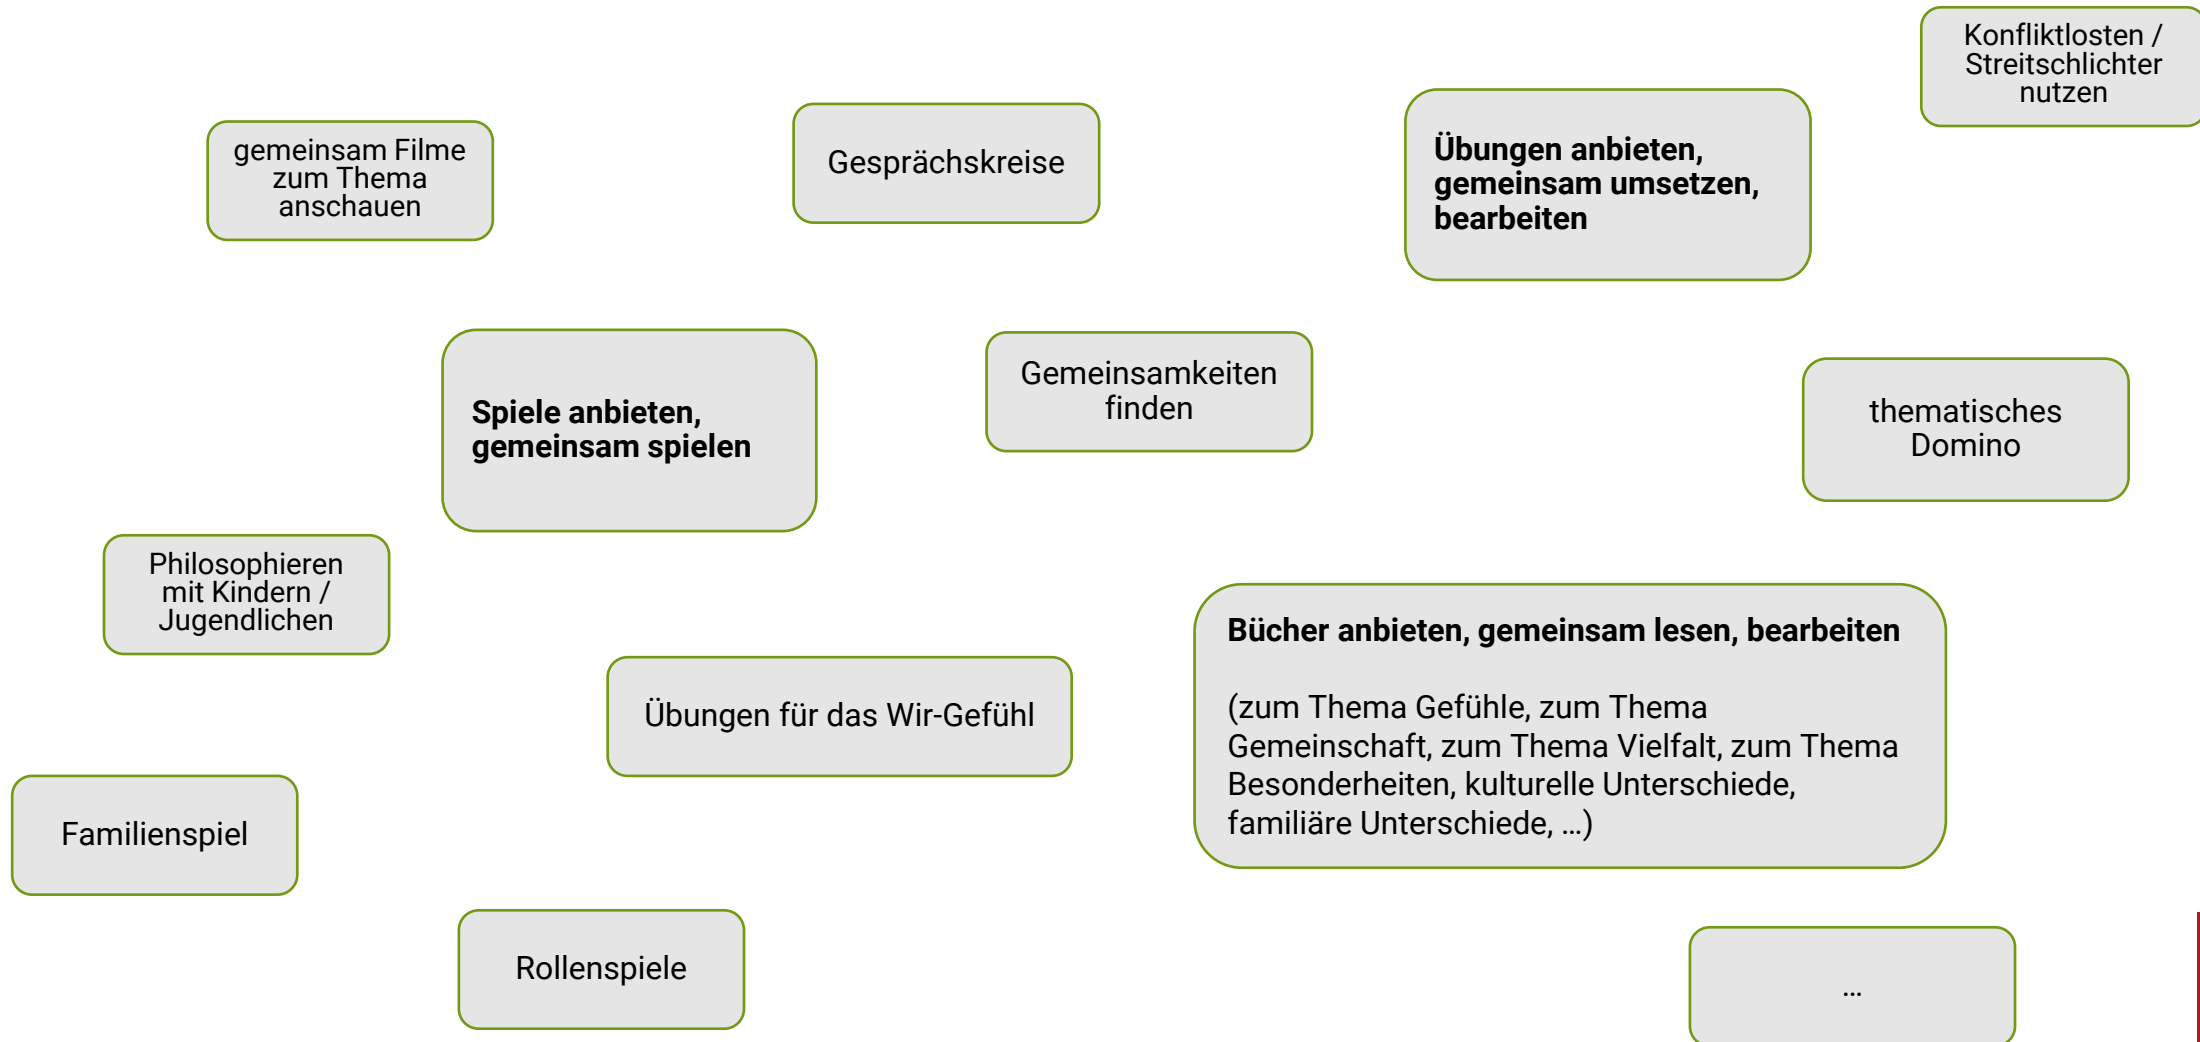 Konfliktlosten /
Streitschlichter
nutzen
gemeinsam Filme
zum Thema
anschauen
Gesprächskreise
Übungen anbieten,
gemeinsam umsetzen,
bearbeiten
Spiele anbieten,
gemeinsam spielen
Gemeinsamkeiten
finden
thematisches
Domino
Philosophieren
mit Kindern /
Jugendlichen
Übungen für das Wir-Gefühl
Bücher anbieten, gemeinsam lesen, bearbeiten
(zum Thema Gefühle, zum Thema
Gemeinschaft, zum Thema Vielfalt, zum Thema
Besonderheiten, kulturelle Unterschiede,
familiäre Unterschiede, ...)
Familienspiel
Rollenspiele
...